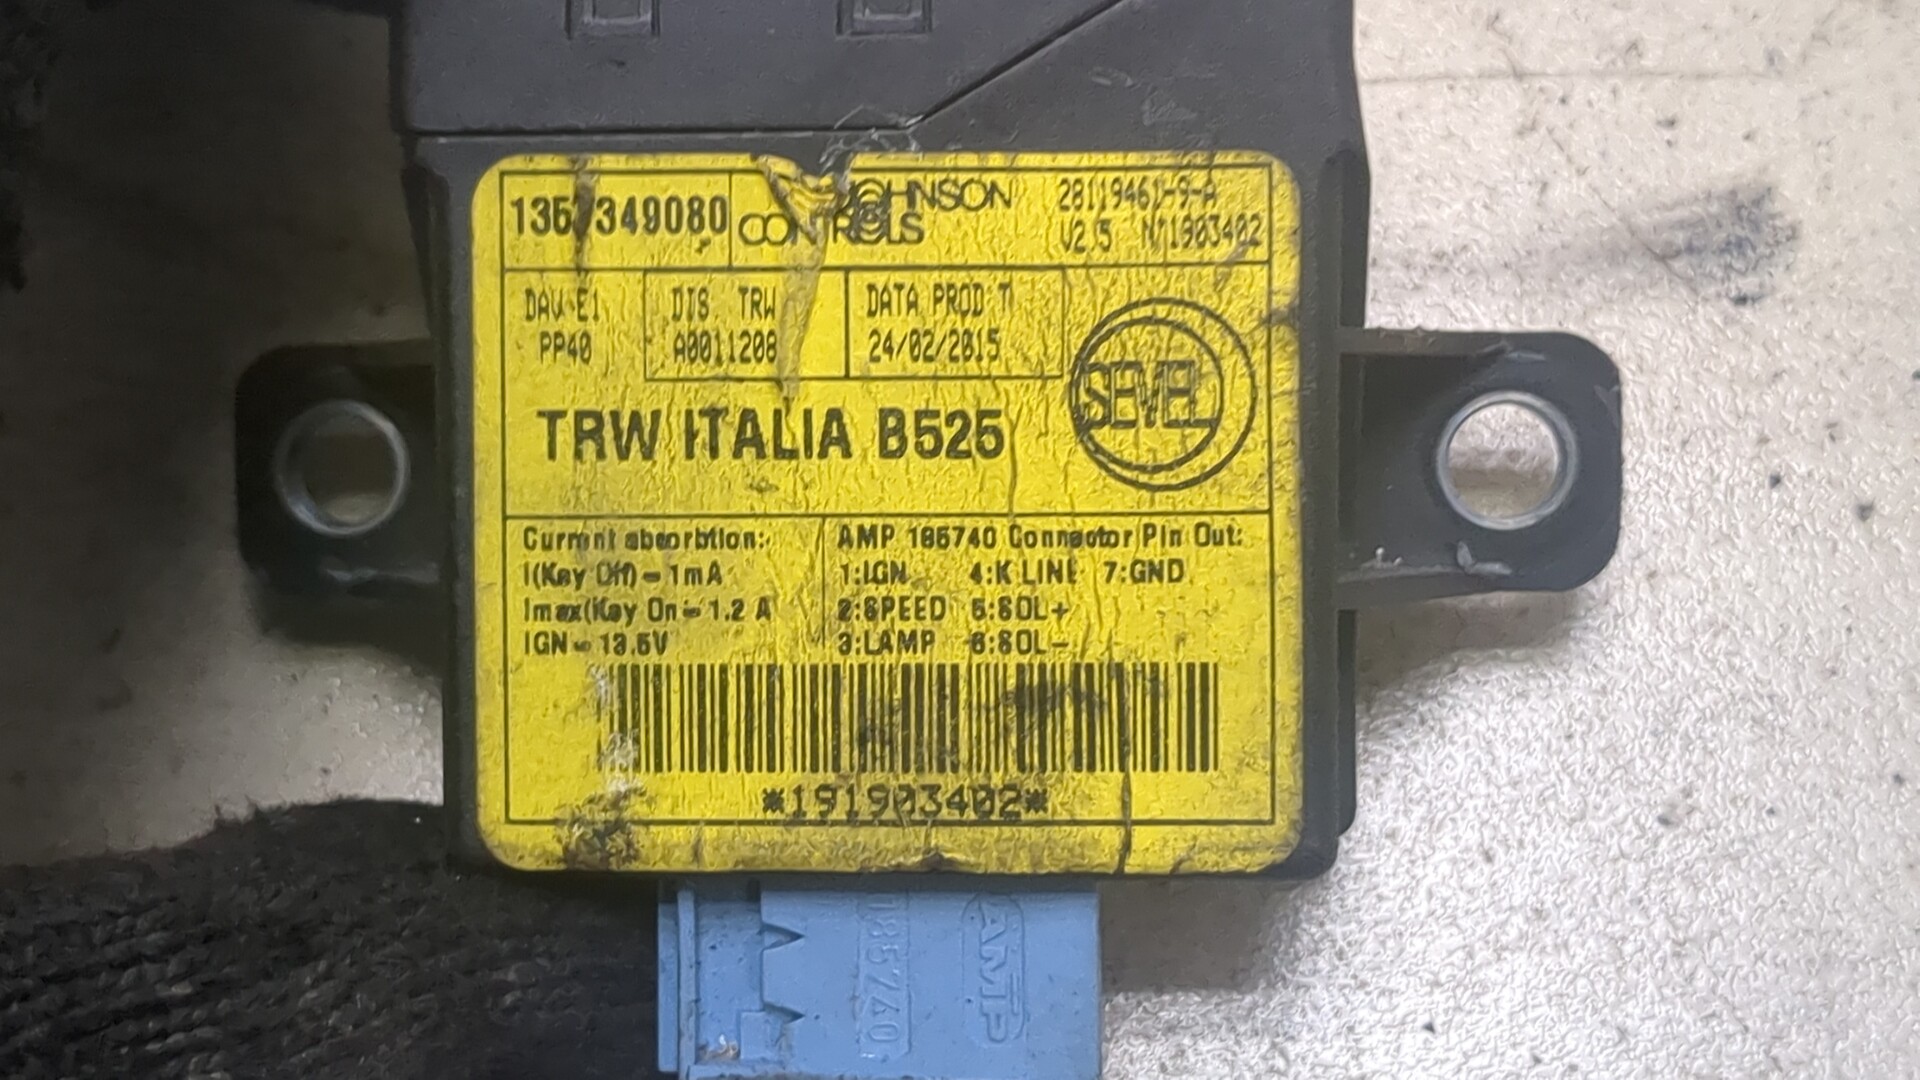 1357349080
JOHNSON
CONTROLS
28119461-9-A
V2.5 N°1903402
DAV E1
PP40
DIS. TRW
A0011208
DATA PROD T
24/02/2015
SEVEL
TRW ITALIA B525
Current absorbtion:
I(Key Off) = 1mA
Imax(Key On = 1.2 A
IGN = 13.5V
AMP 185740 Connector Pin Out:
1:IGN 4:K LINE 7:GND
2:SPEED 5:SOL+
3:LAMP 6:SOL-
*191903402*
185740
AMP